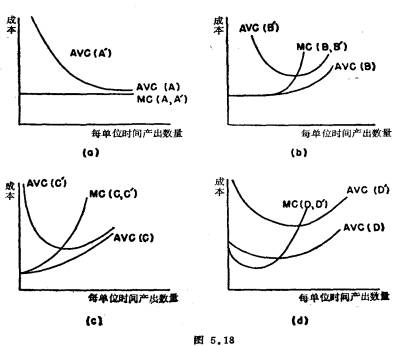 成本
AVC(A′)
AVC(A)
MC(A,A′)
每单位时间产出数量
(a)
成本
AVC(B′)
MC(B,B′)
AVC(B)
每单位时间产出数量
(b)
成本
AVC(C′)
MC(C,C′)
AVC(C)
每单位时间产出数量
(c)
成本
MC(D,D′)
AVC(D′)
AVC(D)
每单位时间产出数量
(d)
图 5.18